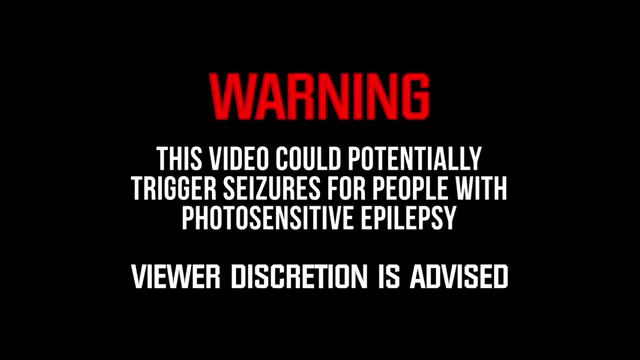 WARNING
THIS VIDEO COULD POTENTIALLY
TRIGGER SEIZURES FOR PEOPLE WITH
PHOTOSENSITIVE EPILEPSY
VIEWER DISCRETION IS ADVISED